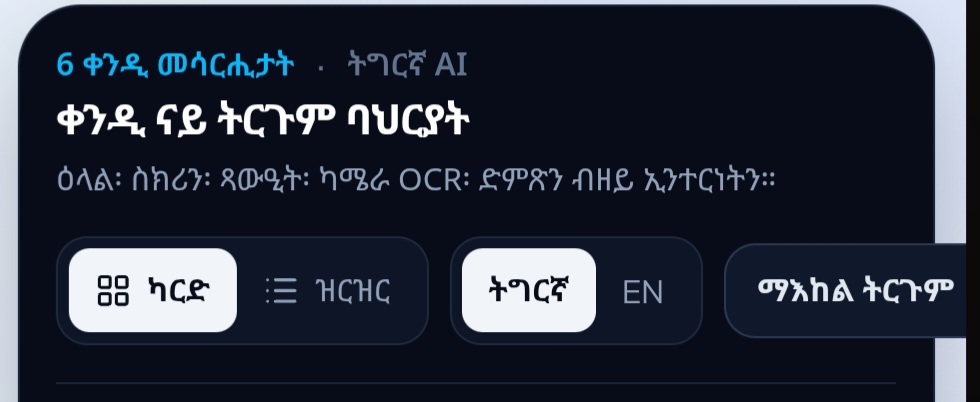 6 ቀንዲ መሳርሒታት · ትግርኛ AI
ቀንዲ ናይ ትርጉም ባህርያት
ዕላል፡ ስክሪን፡ ጻውዒት፡ ካሜራ OCR፡ ድምጽን ብዘይ ኢንተርነትን።
ካርድ ዝርዝር ትግርኛ EN ማእከል ትርጉም